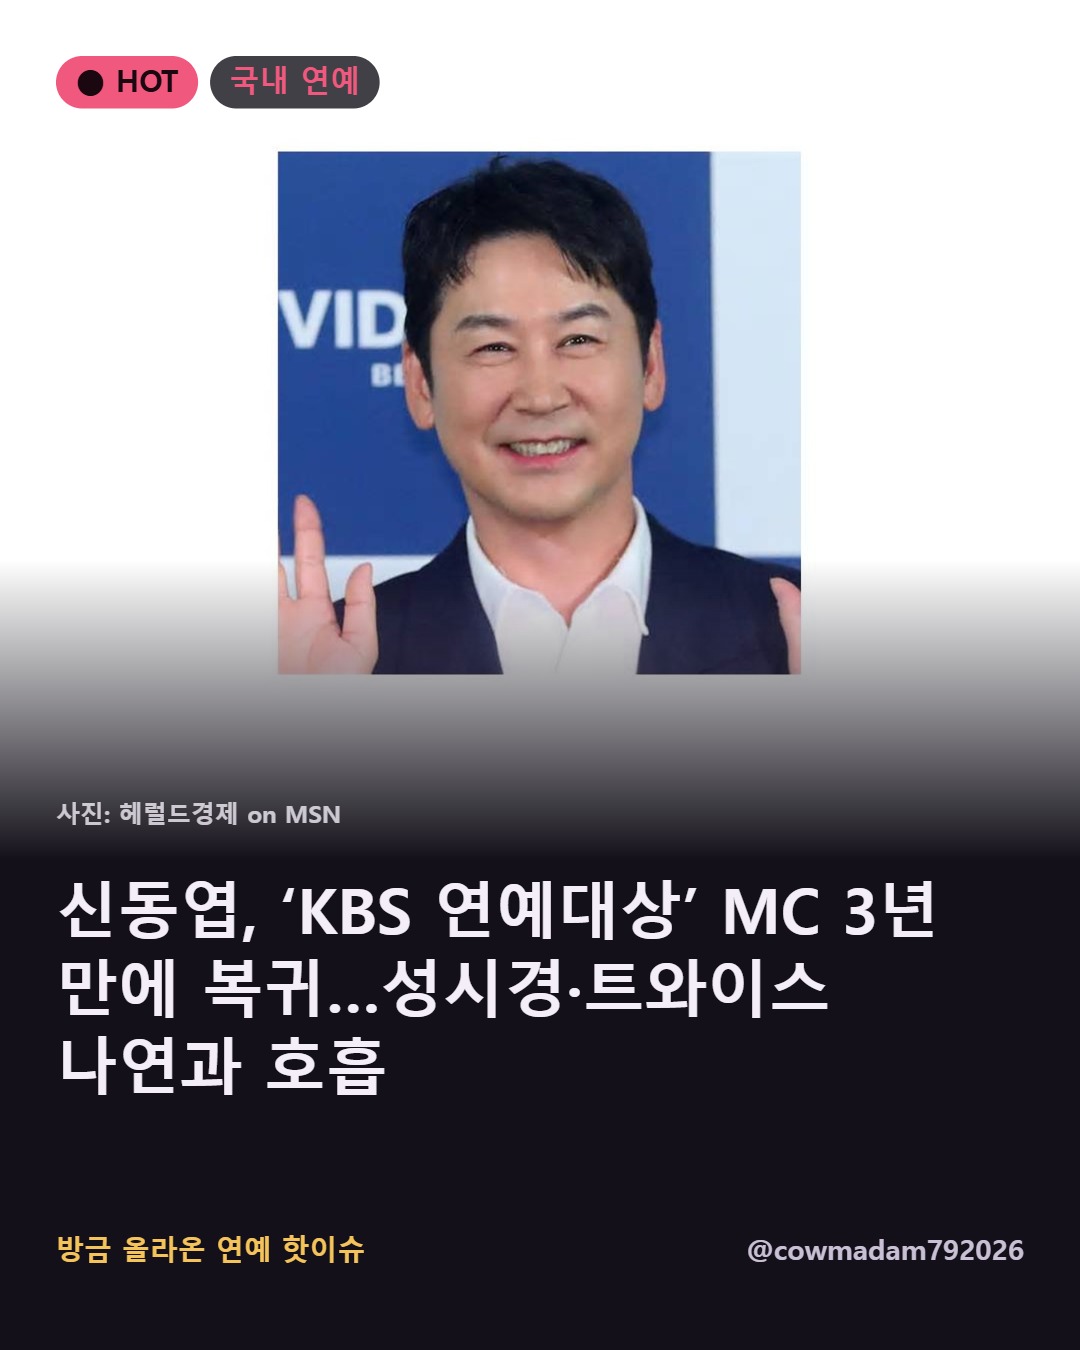 ● HOT
국내 연예
VID
BE
사진: 헤럴드경제 on MSN
신동엽, ‘KBS 연예대상’ MC 3년
만에 복귀…성시경·트와이스
나연과 호흡
방금 올라온 연예 핫이슈
@cowmadam792026